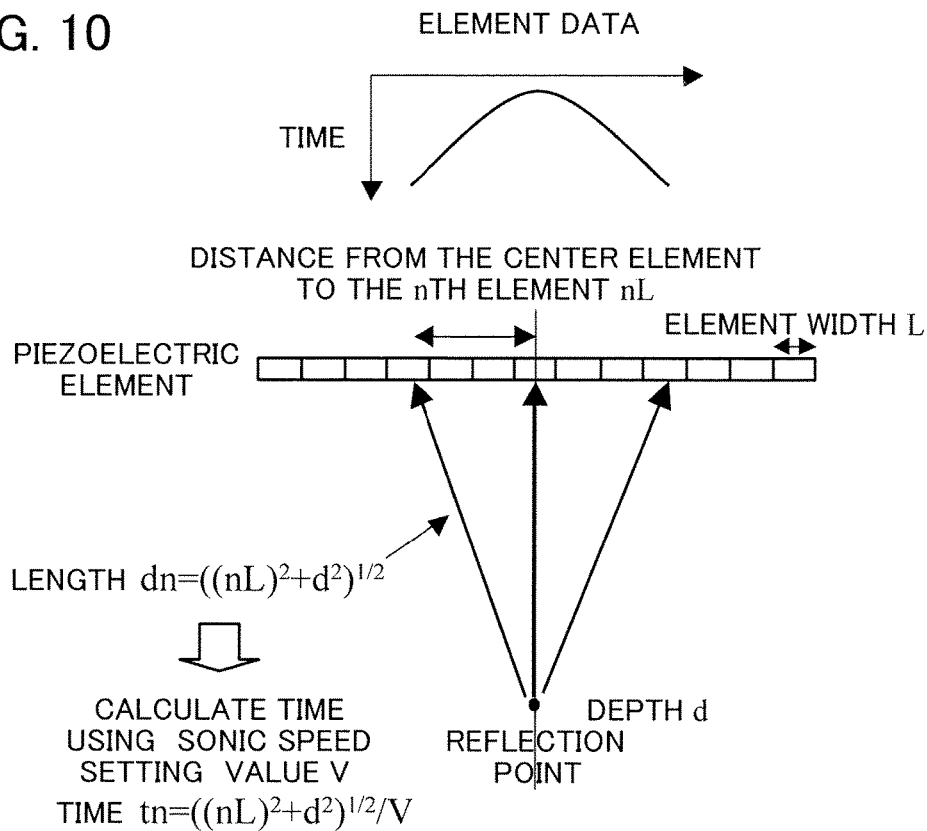 G. 10
ELEMENT DATA
TIME
DISTANCE FROM THE CENTER ELEMENT
TO THE nTH ELEMENT nL
ELEMENT WIDTH L
PIEZOELECTRIC
ELEMENT
LENGTH dn=((nL)²+d²)^1/2
DEPTH d
REFLECTION
POINT
CALCULATE TIME
USING SONIC SPEED
SETTING VALUE V
TIME tn=((nL)²+d²)^1/2/V